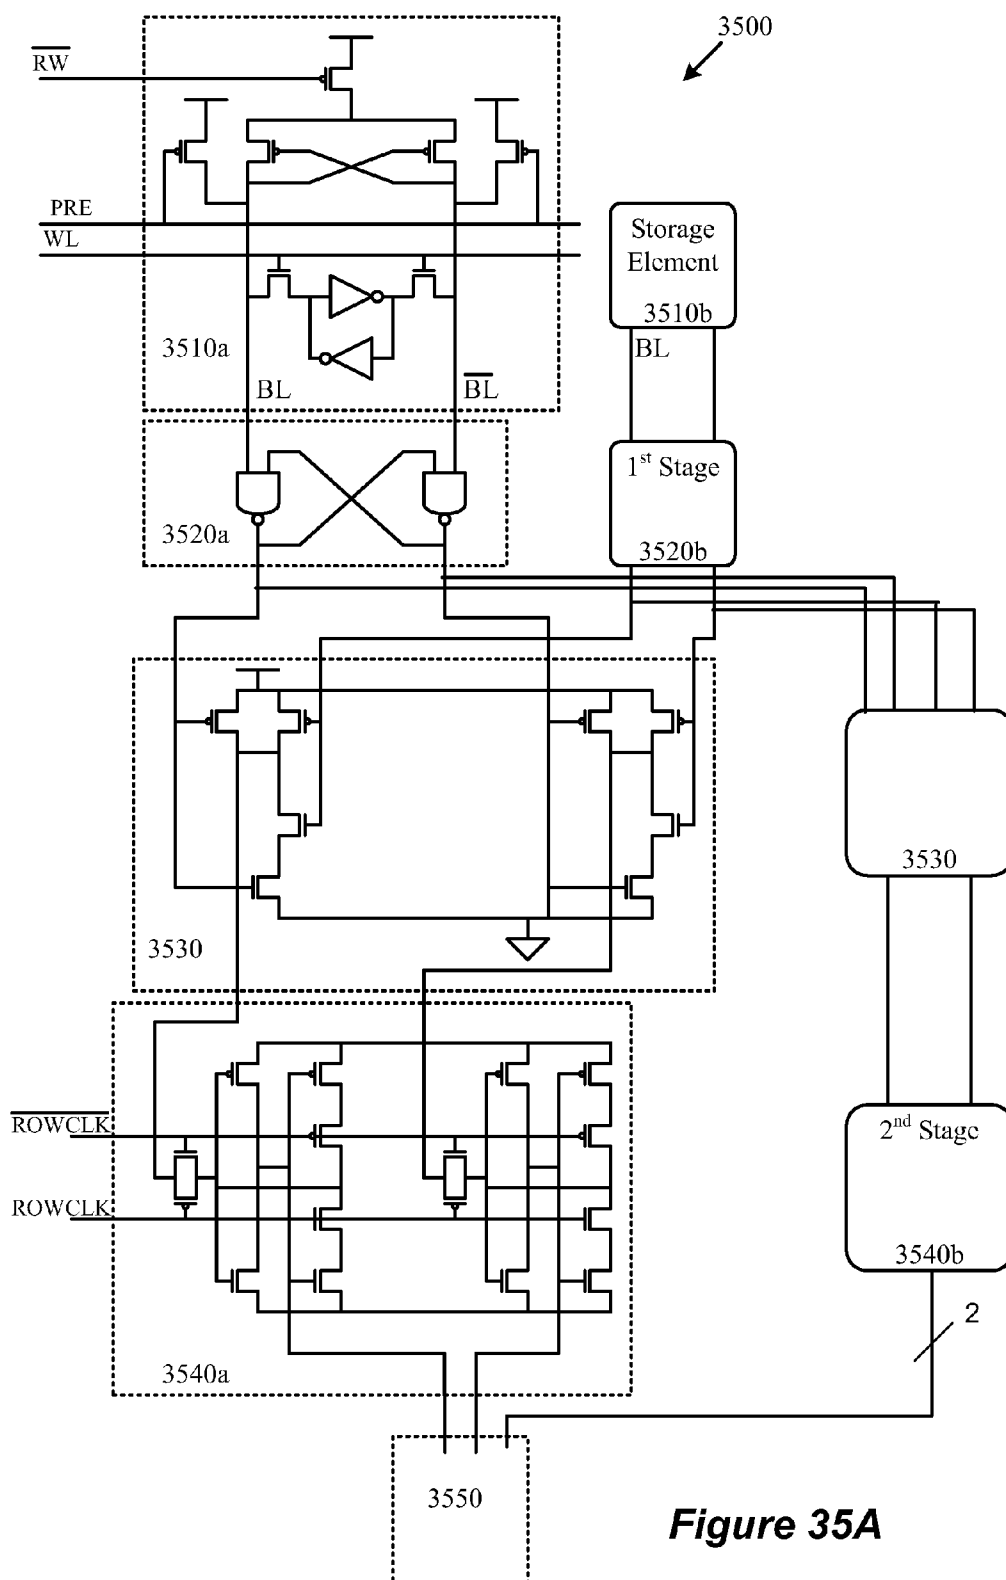 3500
RW
PRE
WL
Storage
Element
3510b
3510a
BL
BL
BL
1st Stage
3520a
3520b
3530
3530
ROWCLK
2nd Stage
ROWCLK
3540b
2
3540a
3550
Figure 35A